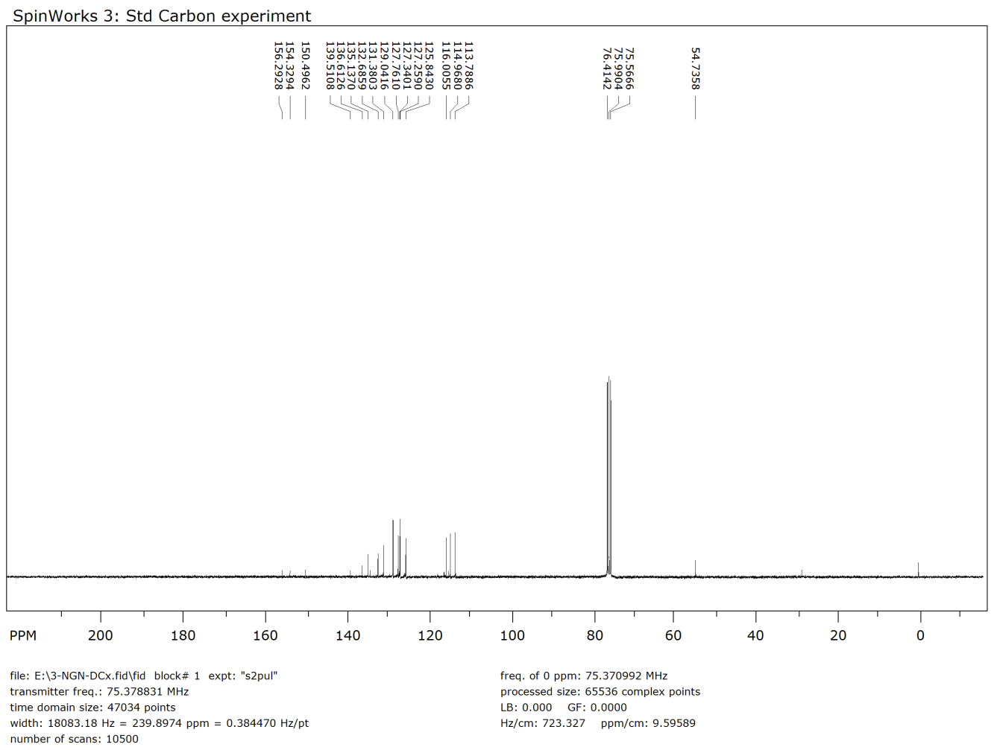 SpinWorks 3: Std Carbon experiment
156.2928
154.3294
150.4962
139.5108
136.6126
135.1370
132.6859
131.3803
129.0416
127.7610
127.3401
127.2590
125.8430
116.0055
114.9680
113.7886
76.4142
75.9904
75.5666
54.7358
PPM 200 180 160 140 120 100 80 60 40 20 0
file: E:\3-NGN-DCx.fid\fid block# 1 expt: "s2pul"
transmitter freq.: 75.378831 MHz
time domain size: 47034 points
width: 18083.18 Hz = 239.8974 ppm = 0.384470 Hz/pt
number of scans: 10500
freq. of 0 ppm: 75.370992 MHz
processed size: 65536 complex points
LB: 0.000 GF: 0.0000
Hz/cm: 723.327 ppm/cm: 9.59589